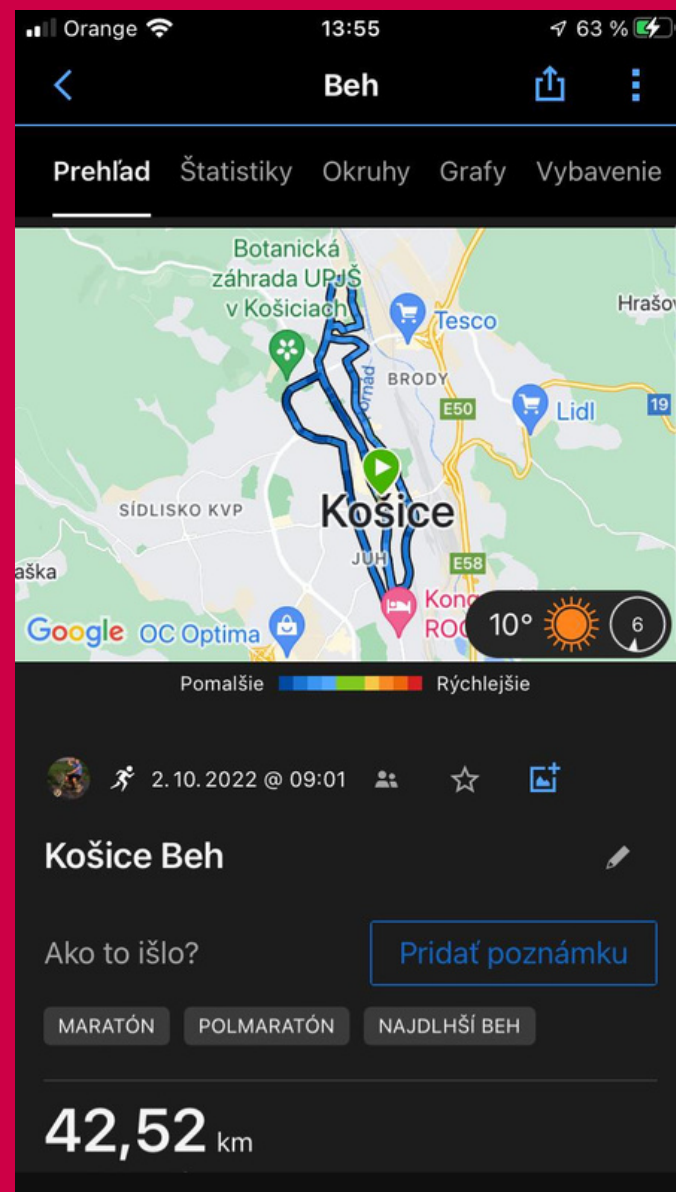 Orange 13:55 63 %
Beh
Prehľad Štatistiky Okruhy Grafy Vybavenie
Botanická
záhrada UPJŠ
v Košiciach
Hrašov
Tesco
BRODY
E50
Lidl
19
SÍDLISKO KVP
Košice
JUH
aška
E58
Kong
ROC
Google OC Optima
10° 6
Pomalšie Rýchlejšie
2. 10. 2022 @ 09:01
Košice Beh
Ako to išlo? Pridať poznámku
MARATÓN POLMARATÓN NAJDLHŠÍ BEH
42,52 km